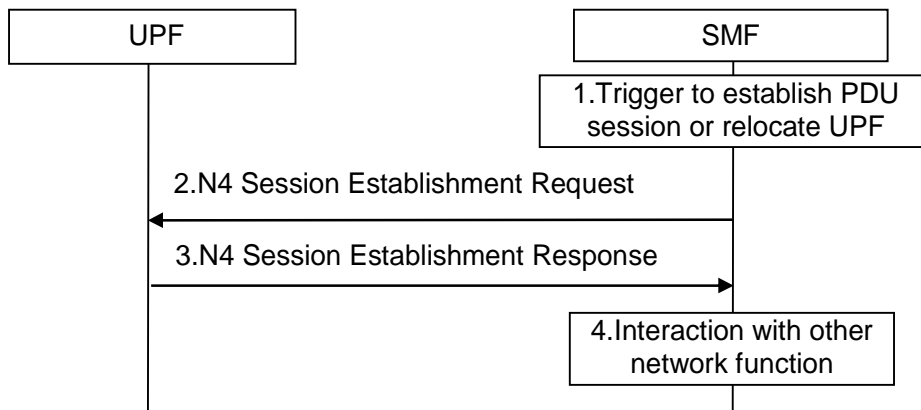 UPF
SMF
1.Trigger to establish PDU
session or relocate UPF
2.N4 Session Establishment Request
3.N4 Session Establishment Response
4.Interaction with other
network function